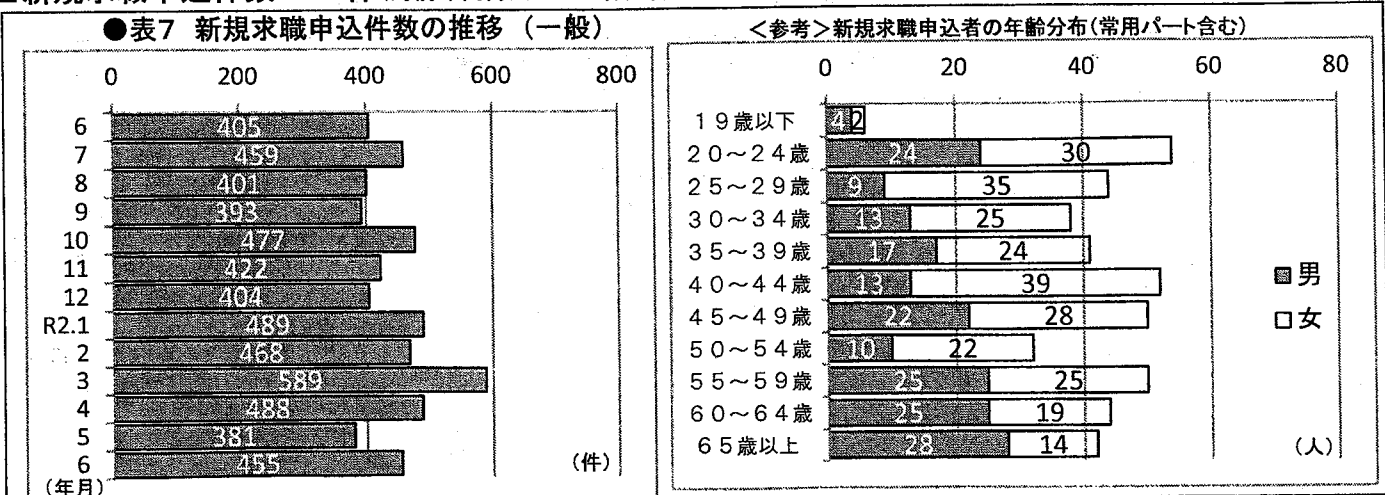 ●表7 新規求職申込件数の推移(一般)
0 200 400 600 800
6 405
7 459
8 401
9 393
10 477
11 422
12 404
R2.1 489
2 468
3 589
4 488
5 381
6 455
(件)
(年月)
<参考>新規求職申込者の年齢分布(常用パート含む)
0 20 40 60 80
19歳以下 4 2
20~24歳 24 30
25~29歳 9 35
30~34歳 13 25
35~39歳 17 24
40~44歳 13 39
45~49歳 22 28
50~54歳 10 22
55~59歳 25 25
60~64歳 25 19
65歳以上 28 14
男
女
(人)